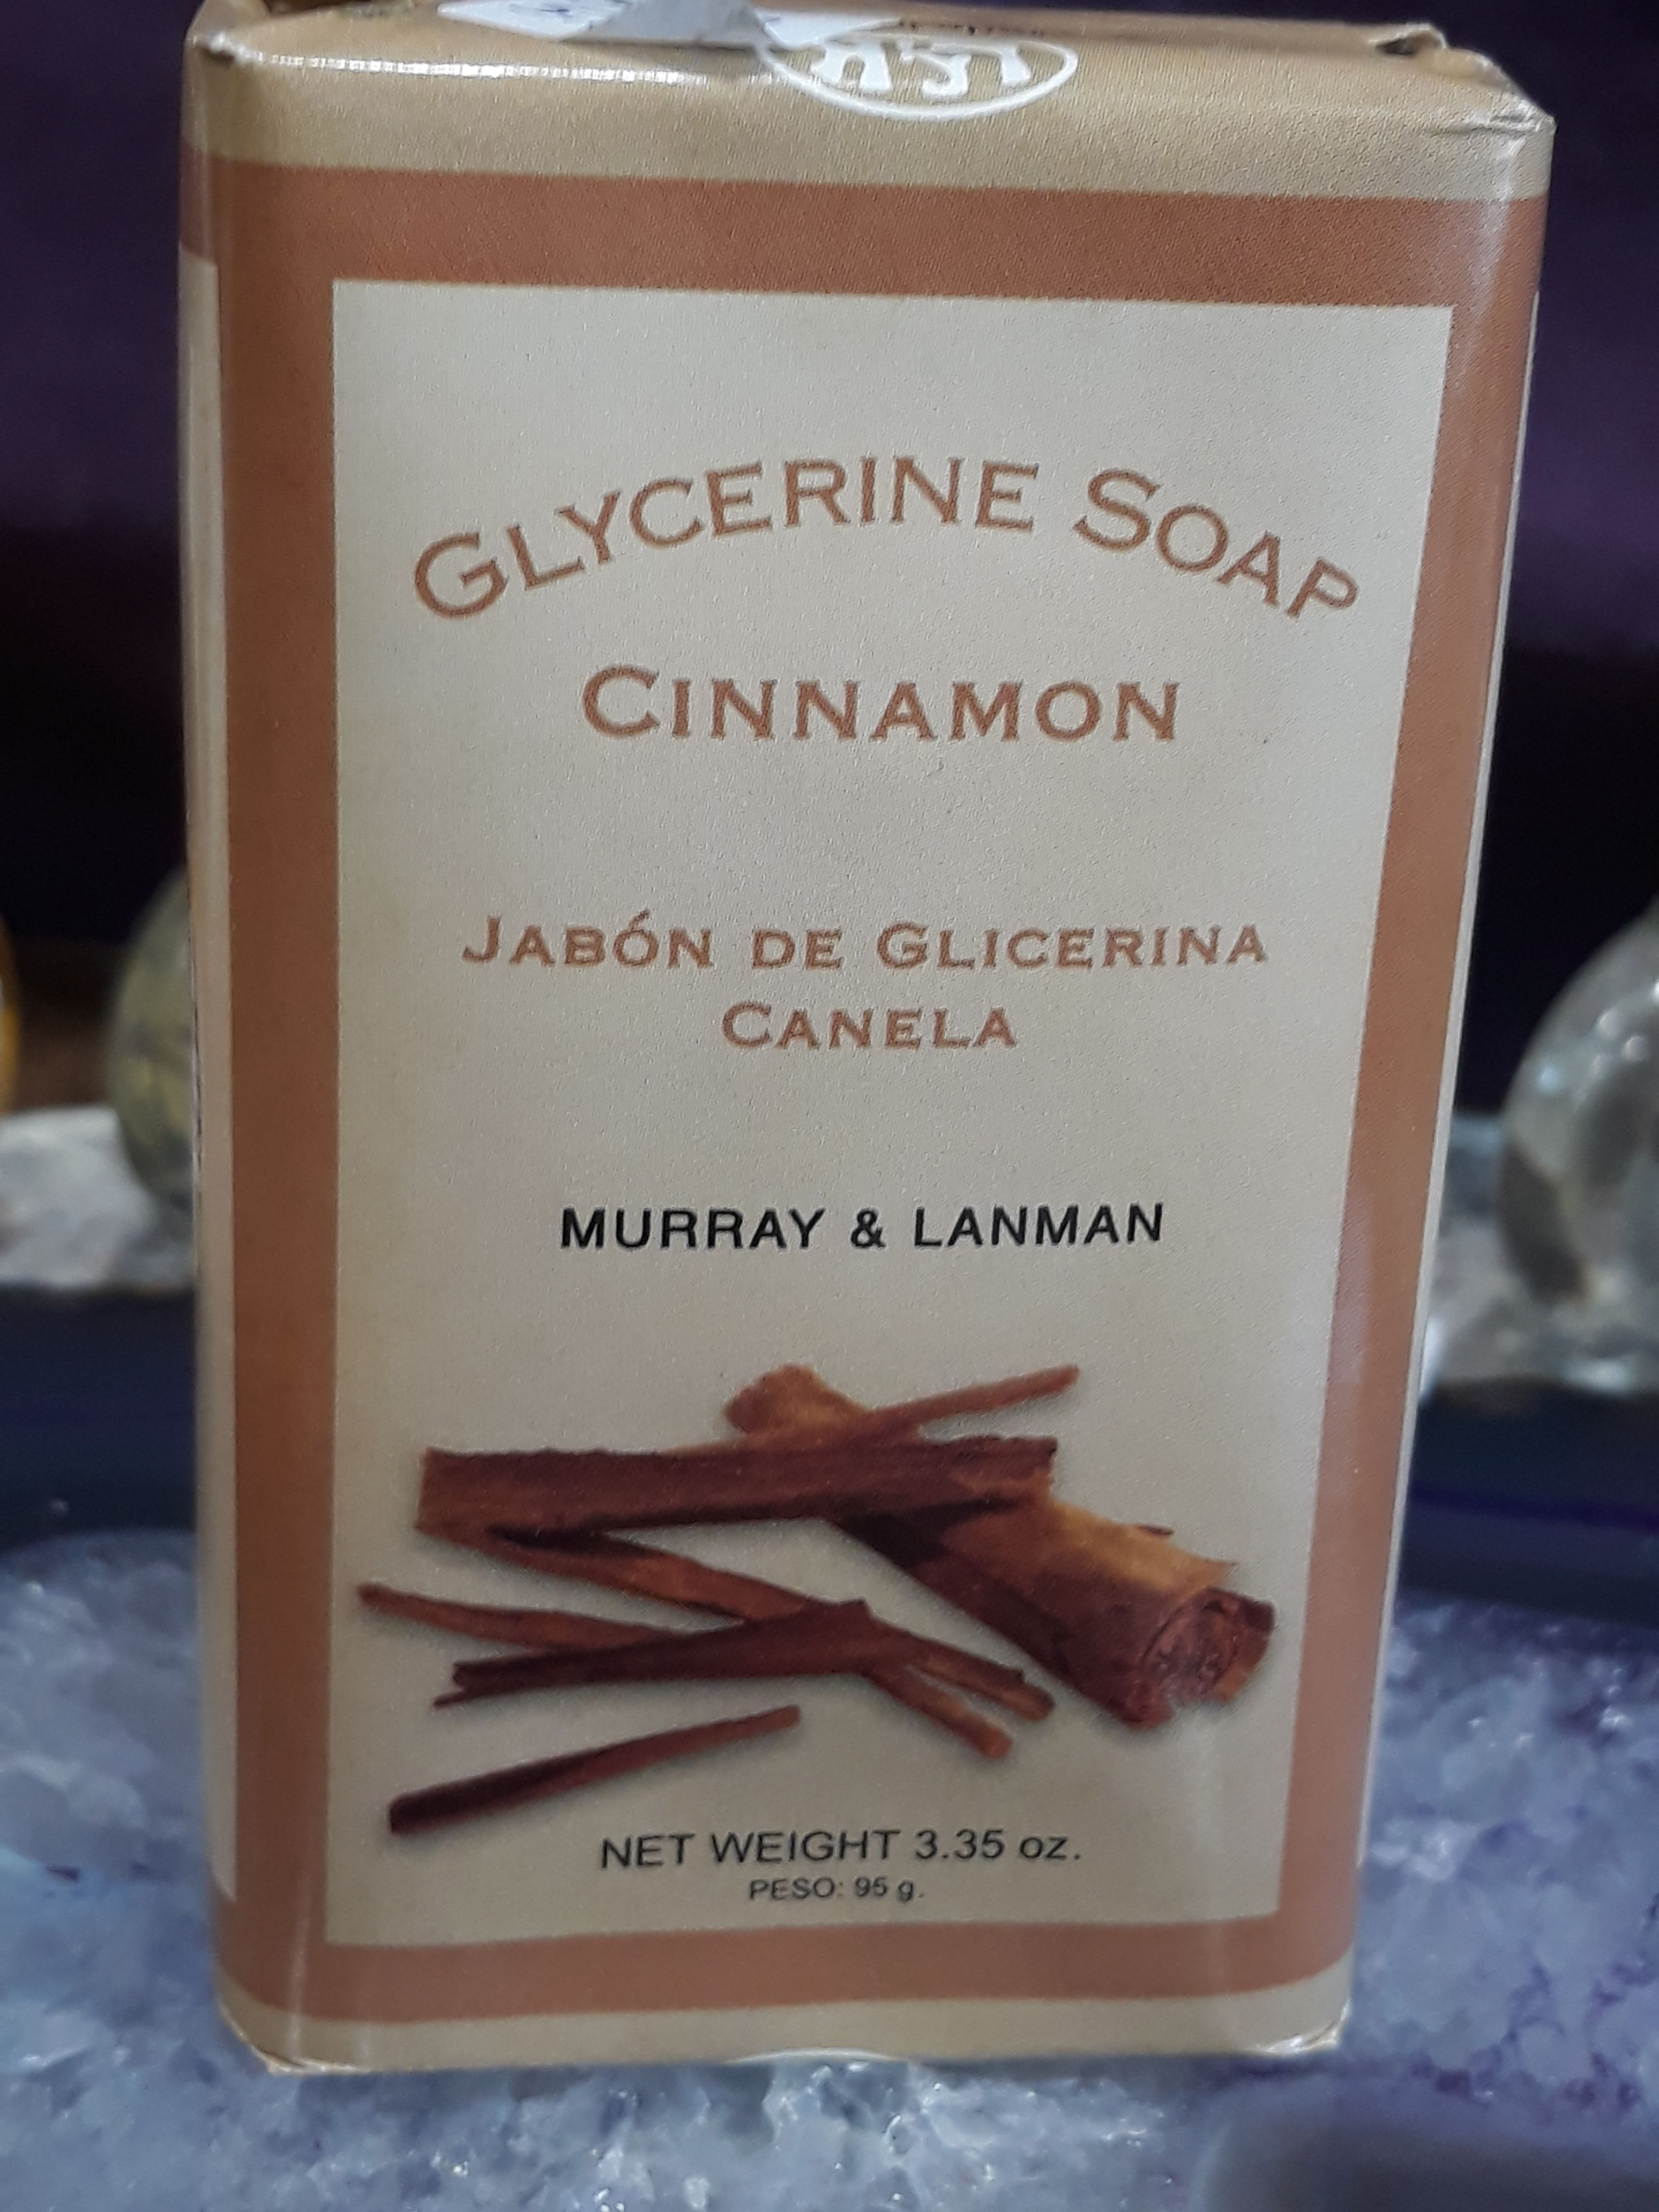 GLYCERINE SOAP
CINNAMON
JABÓN DE GLICERINA
CANELA
MURRAY & LANMAN
NET WEIGHT 3.35 oz.
PESO: 95 g.